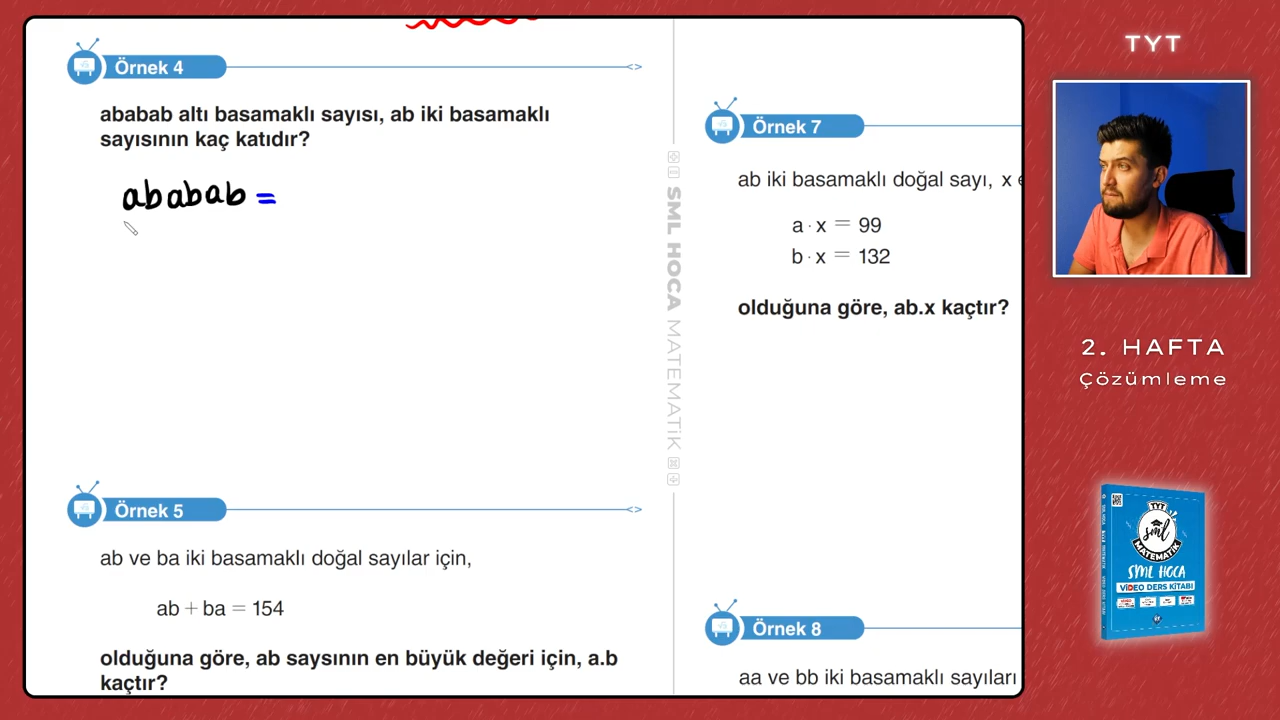 Örnek 4
ababab altı basamaklı sayısı, ab iki basamaklı
sayısının kaç katıdır?
ababab =
Örnek 5
ab ve ba iki basamaklı doğal sayılar için,
ab + ba = 154
olduğuna göre, ab saysının en büyük değeri için, a.b
kaçtır?
SML HOCA MATEMATİK
Örnek 7
ab iki basamaklı doğal sayı, x
a · x = 99
b · x = 132
olduğuna göre, ab.x kaçtır?
Örnek 8
aa ve bb iki basamaklı sayıları
TYT
2. HAFTA
Çözümleme
TYT
sml
MATEMATİK
SML HOCA
VİDEO DERS KİTABI